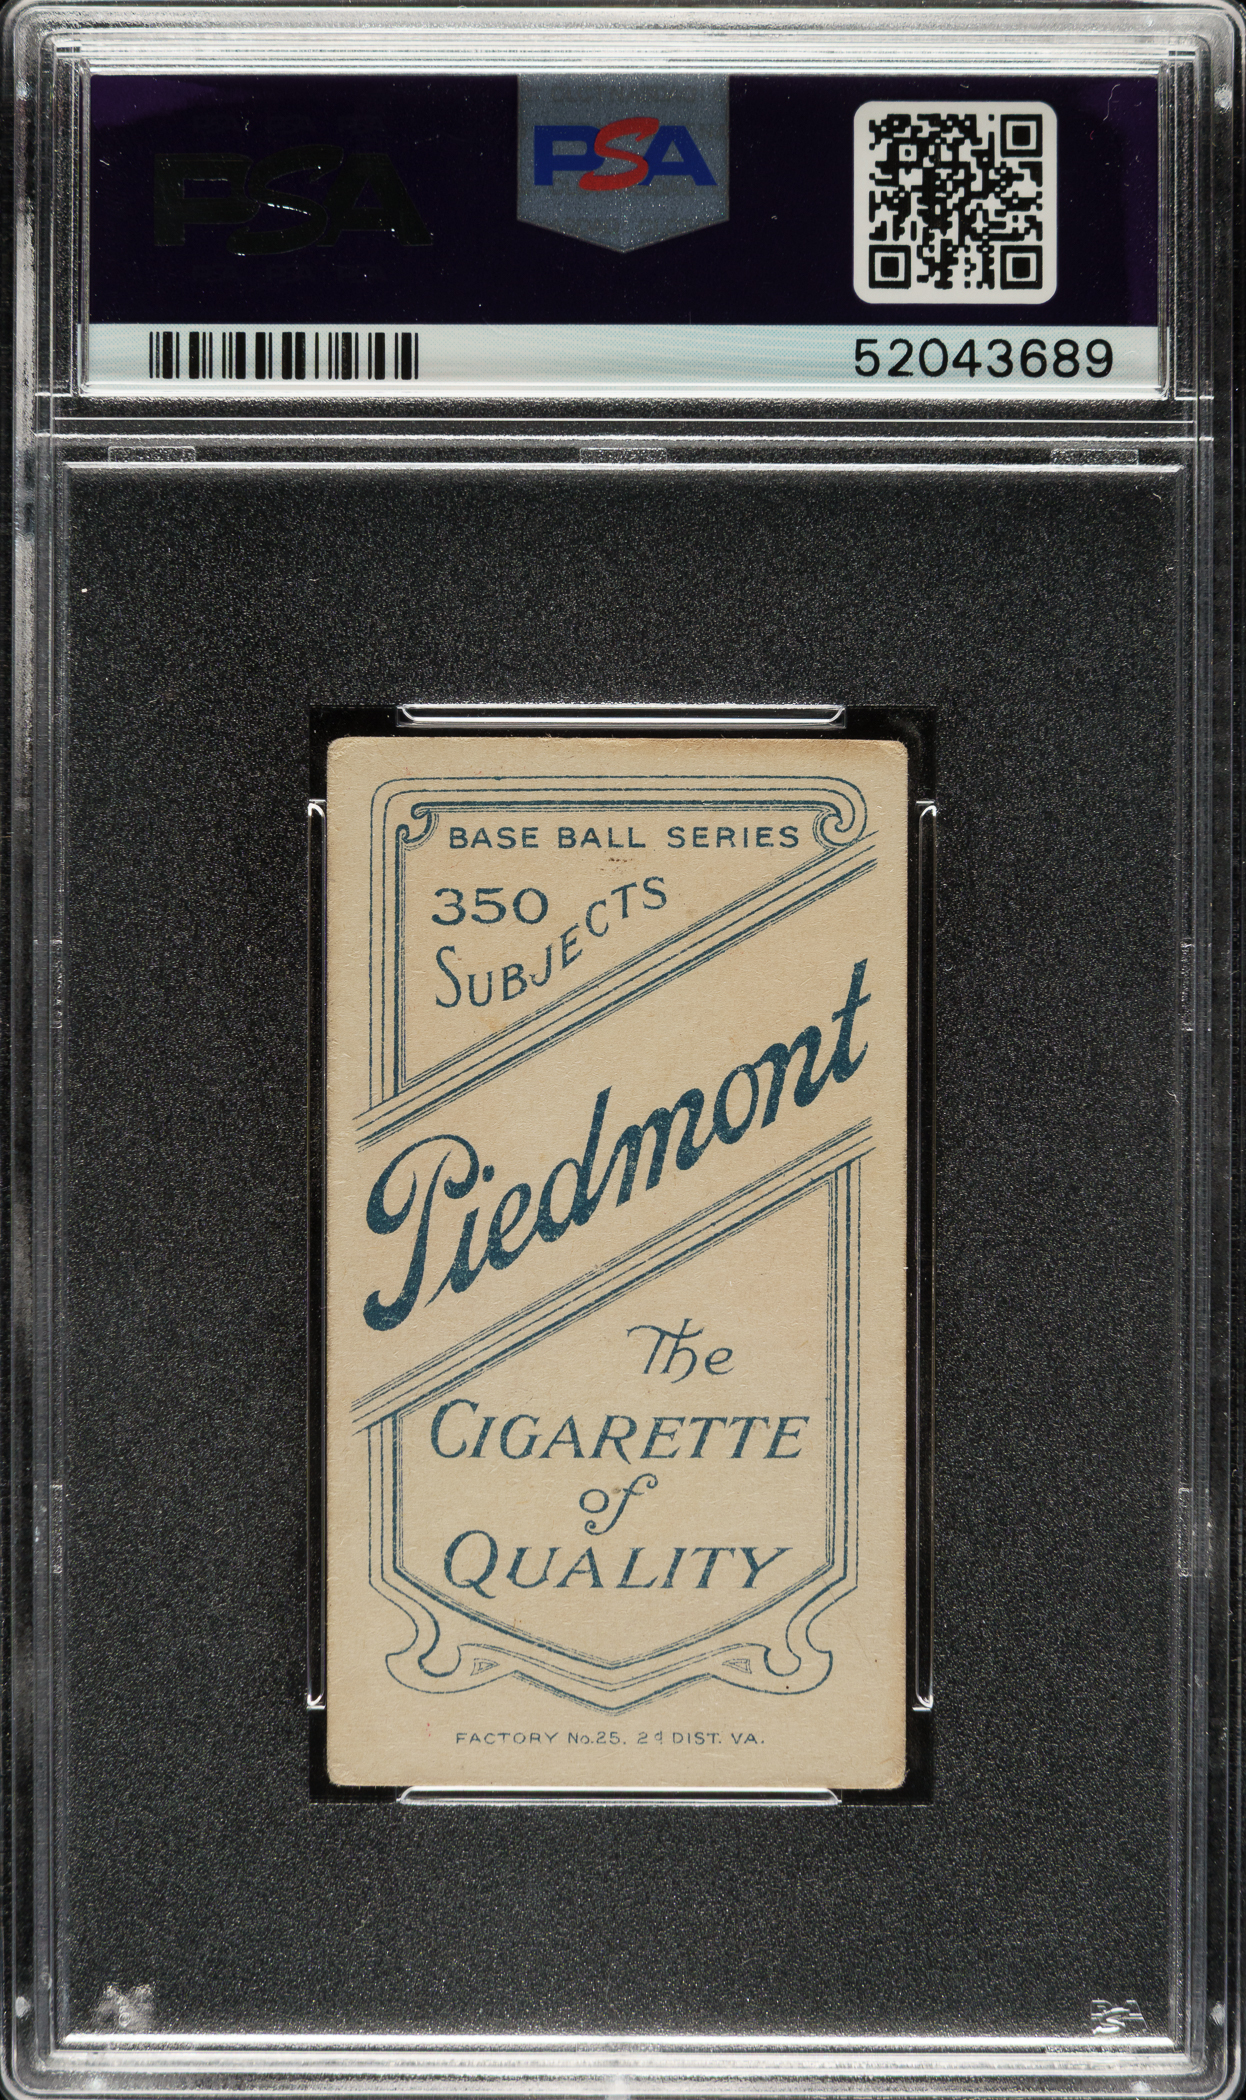 PSA
PSA
52043689
BASE BALL SERIES
350
SUBJECTS
Piedmont
The
CIGARETTE
of
QUALITY
FACTORY No.25. 2d DIST. VA.
PSA